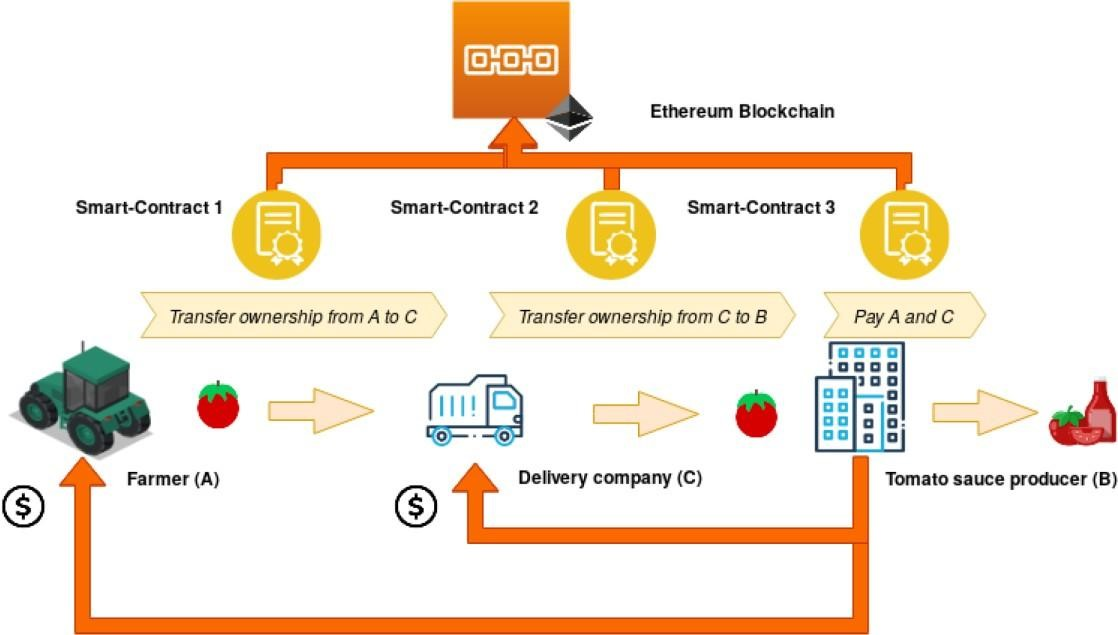 Ethereum Blockchain
Smart-Contract 1
Smart-Contract 2
Smart-Contract 3
Transfer ownership from A to C
Transfer ownership from C to B
Pay A and C
Farmer (A)
Delivery company (C)
Tomato sauce producer (B)
$
$